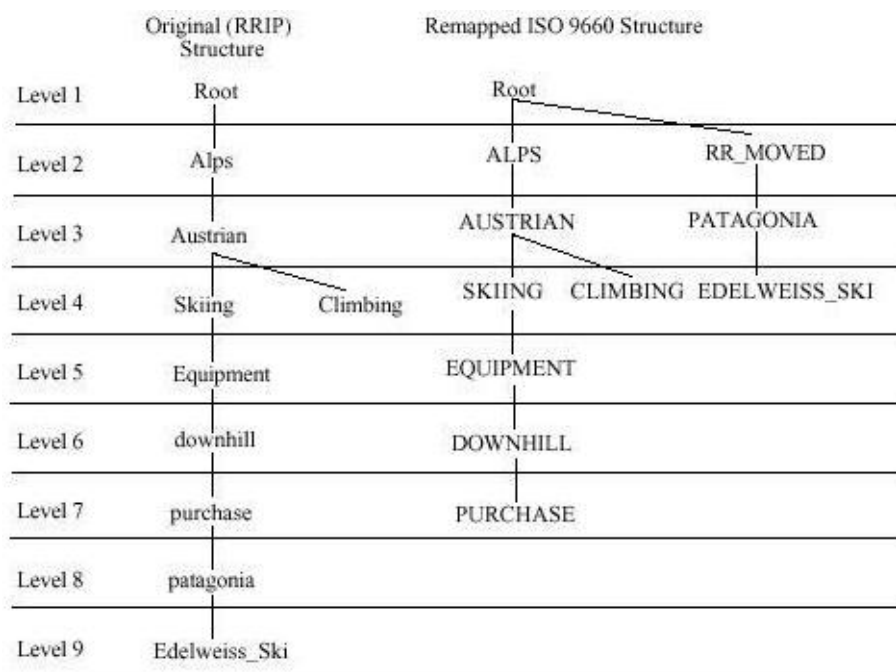 Original (RRIP)
Structure
Remapped ISO 9660 Structure
Level 1 Root Root
Level 2 Alps ALPS RR_MOVED
Level 3 Austrian AUSTRIAN PATAGONIA
Level 4 Skiing Climbing SKIING CLIMBING EDELWEISS_SKI
Level 5 Equipment EQUIPMENT
Level 6 downhill DOWNHILL
Level 7 purchase PURCHASE
Level 8 patagonia
Level 9 Edelweiss_Ski